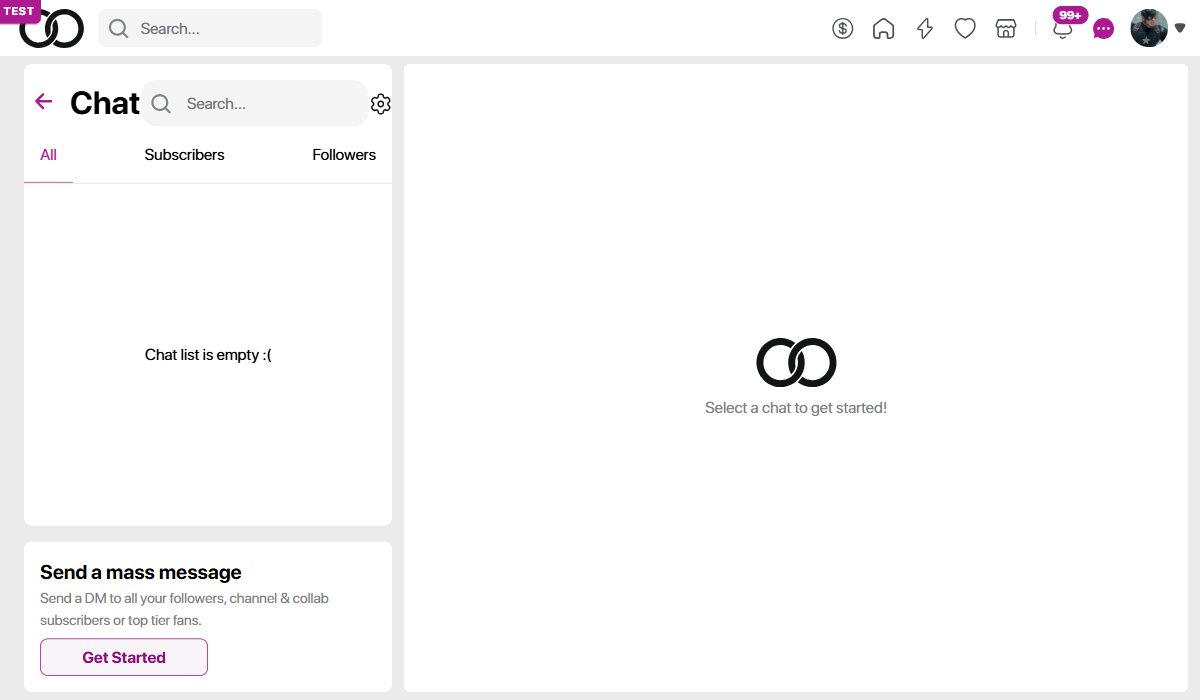 TEST
Search...
99+
Chat
Search...
All
Subscribers
Followers
Chat list is empty :(
Select a chat to get started!
Send a mass message
Send a DM to all your followers, channel & collab
subscribers or top tier fans.
Get Started